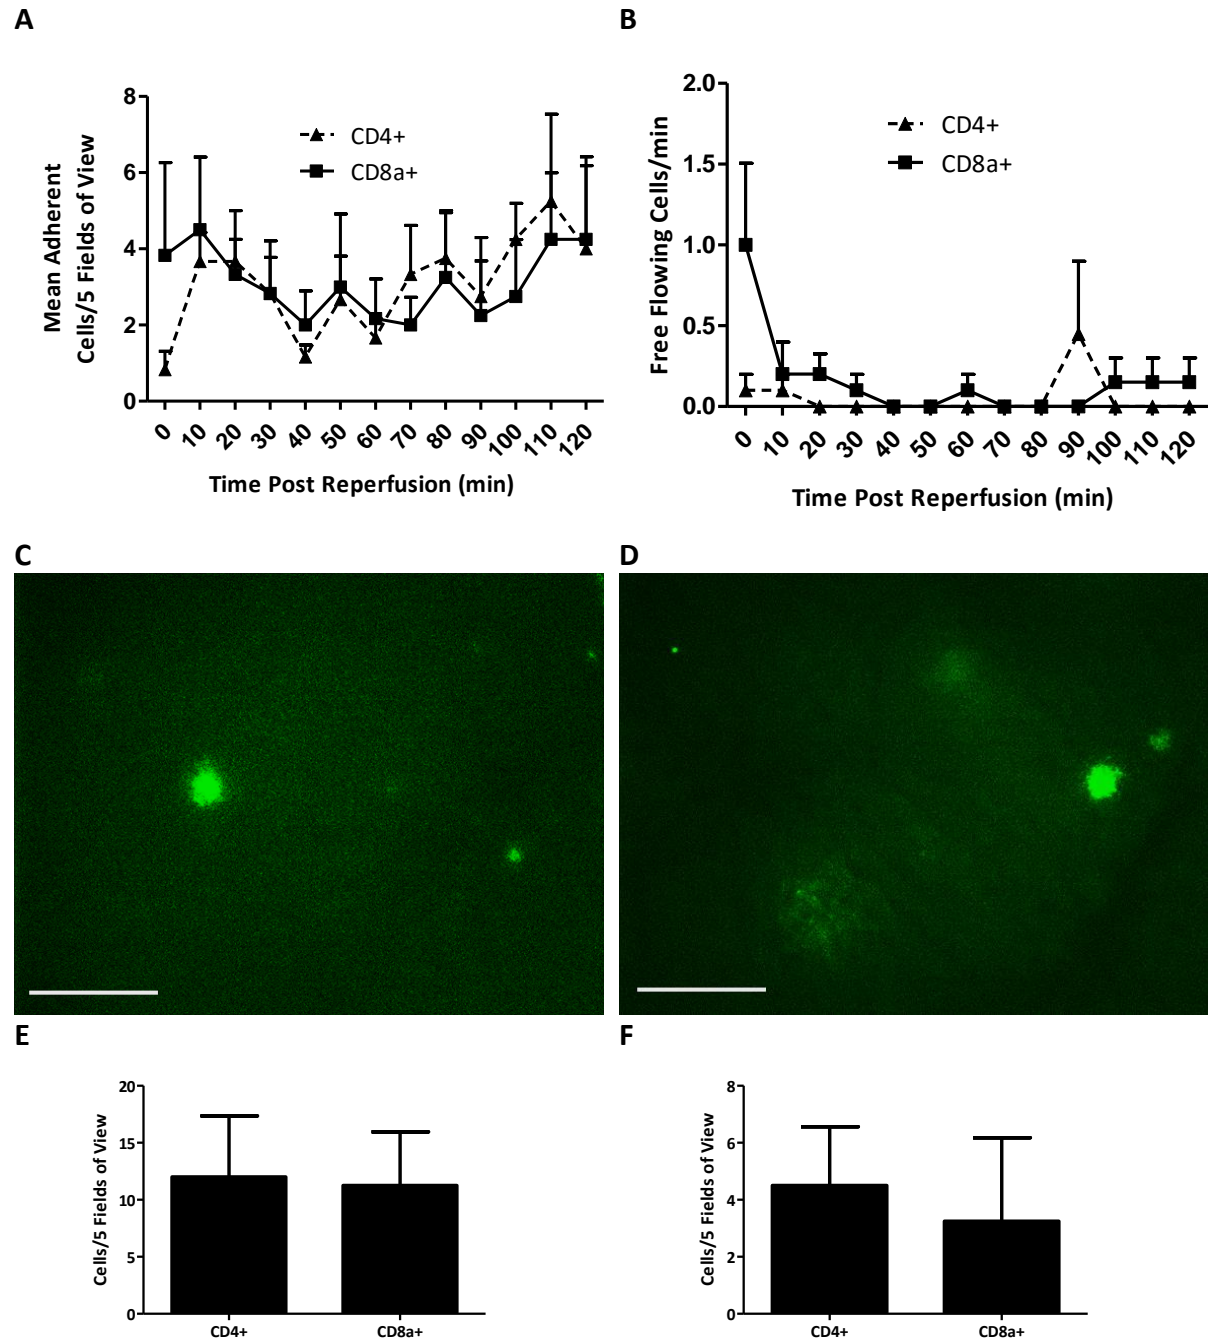 A
8
6
4
2
0
Mean Adherent
Cells/5 Fields of View
CD4+
CD8a+
0 10 20 30 40 50 60 70 80 90 100 110 120
Time Post Reperfusion (min)
B
2.0
1.5
1.0
0.5
0.0
Free Flowing Cells/min
CD4+
CD8a+
0 10 20 30 40 50 60 70 80 90 100 110 120
Time Post Reperfusion (min)
C
D
E
20
15
10
5
0
Cells/5 Fields of View
CD4+ CD8a+
F
8
6
4
2
0
Cells/5 Fields of View
CD4+ CD8a+